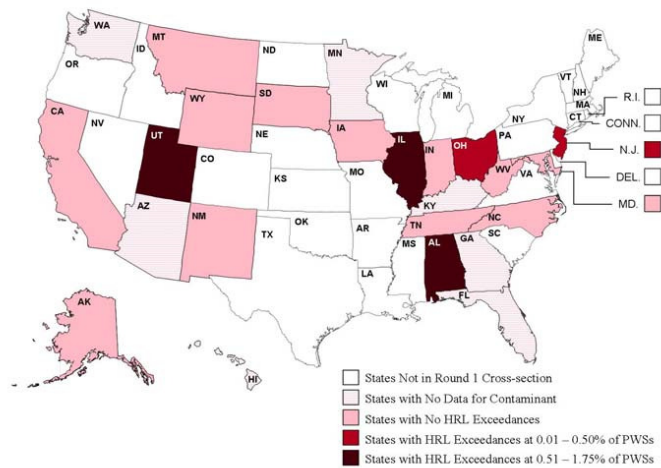 WA
MT
ND
MN
ME
ID
OR
WI
MI
VT
NH
MA
CT
NY
R.I.
CONN.
N.J.
DEL.
MD.
SD
WY
CA
NV
UT
NE
IA
IL
IN
OH
PA
WV
VA
CO
KS
MO
KY
AZ
NM
OK
AR
TN
NC
SC
TX
LA
MS
AL
GA
FL
AK
HI
States Not in Round 1 Cross-section
States with No Data for Contaminant
States with No HRL Exceedances
States with HRL Exceedances at 0.01 – 0.50% of PWSs
States with HRL Exceedances at 0.51 – 1.75% of PWSs